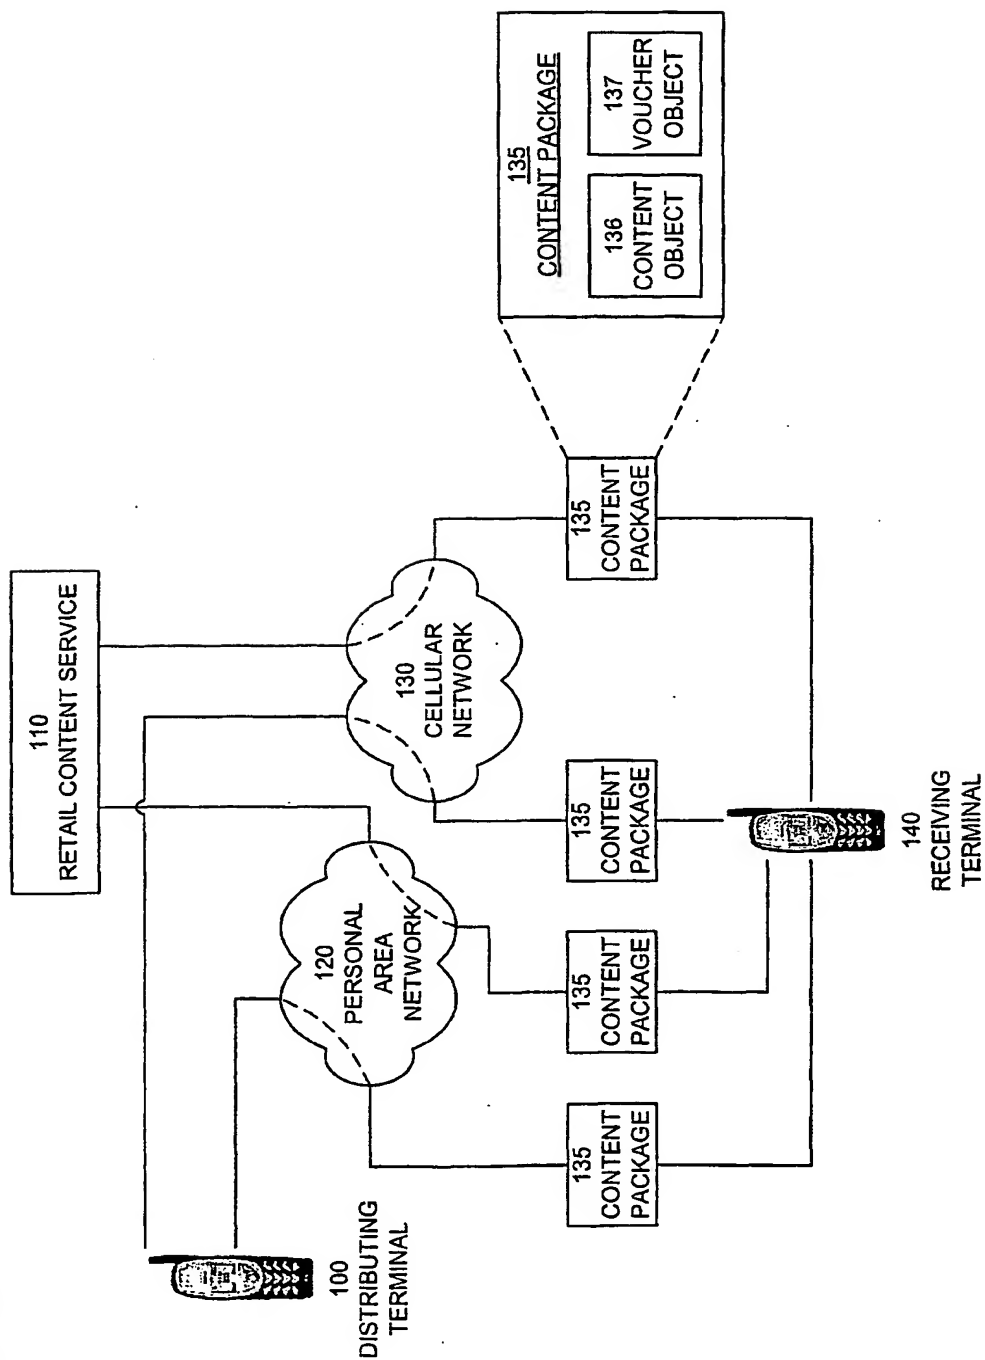 110
RETAIL CONTENT SERVICE
100
DISTRIBUTING
TERMINAL
120
PERSONAL
AREA
NETWORK
130
CELLULAR
NETWORK
135
CONTENT
PACKAGE
135
CONTENT
PACKAGE
135
CONTENT
PACKAGE
135
CONTENT
PACKAGE
135
CONTENT PACKAGE
136
CONTENT
OBJECT
137
VOUCHER
OBJECT
140
RECEIVING
TERMINAL